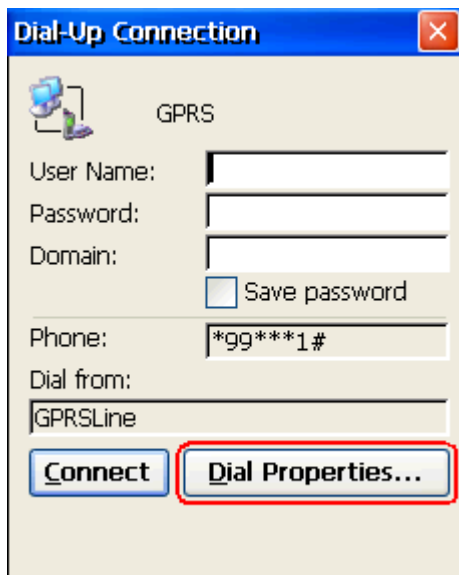 Dial-Up Connection
GPRS
User Name:
Password:
Domain:
Save password
Phone: *99***1#
Dial from:
GPRSLine
Connect Dial Properties...